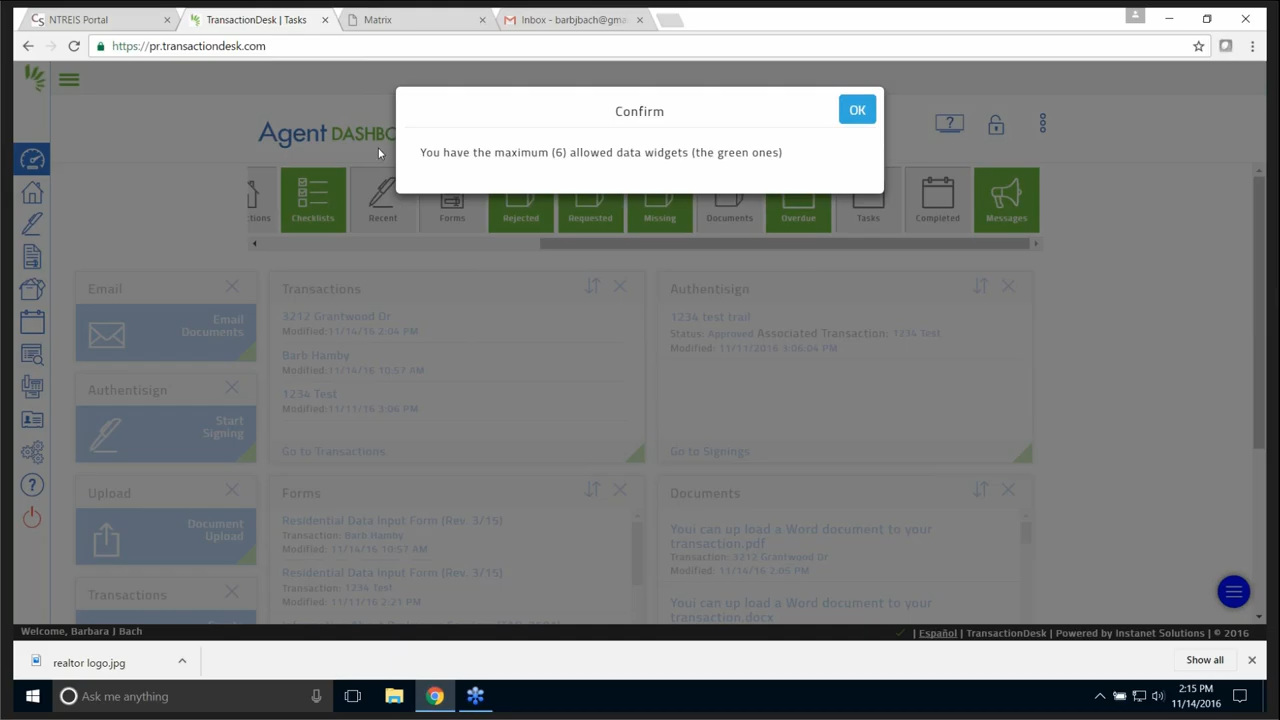 NTREIS Portal
TransactionDesk | Tasks
Matrix
Inbox - barbjbach@gma
https://pr.transactiondesk.com
Confirm
OK
You have the maximum (6) allowed data widgets (the green ones)
Agent DASHBO
ctions
Checklists
Recent
Forms
Rejected
Requested
Missing
Documents
Overdue
Tasks
Completed
Messages
Email
Email
Documents
Authentisign
Start
Signing
Upload
Document
Upload
Transactions
Transactions
3212 Grantwood Dr
Modified:11/14/16 2:04 PM
Barb Hamby
Modified:11/14/16 10:57 AM
1234 Test
Modified:11/11/16 3:06 PM
Go to Transactions
Authentisign
1234 test trail
Status: Approved Associated Transaction: 1234 Test
Modified: 11/11/2016 3:06:04 PM
Go to Signings
Forms
Residential Data Input Form (Rev. 3/15)
Transaction: Barb Hamby
Modified: 11/14/16 10:57 AM
Residential Data Input Form (Rev. 3/15)
Transaction: 1234 Test
Modified: 11/11/16 2:21 PM
Documents
Youi can up load a Word document to your
transaction.pdf
Transaction: 3212 Grantwood Dr
Modified: 11/14/16 2:05 PM
Youi can up load a Word document to your
transaction.docx
Welcome, Barbara J Bach
Español | TransactionDesk | Powered by Instanet Solutions | © 2016
realtor logo.jpg
Show all
Ask me anything
2:15 PM
11/14/2016